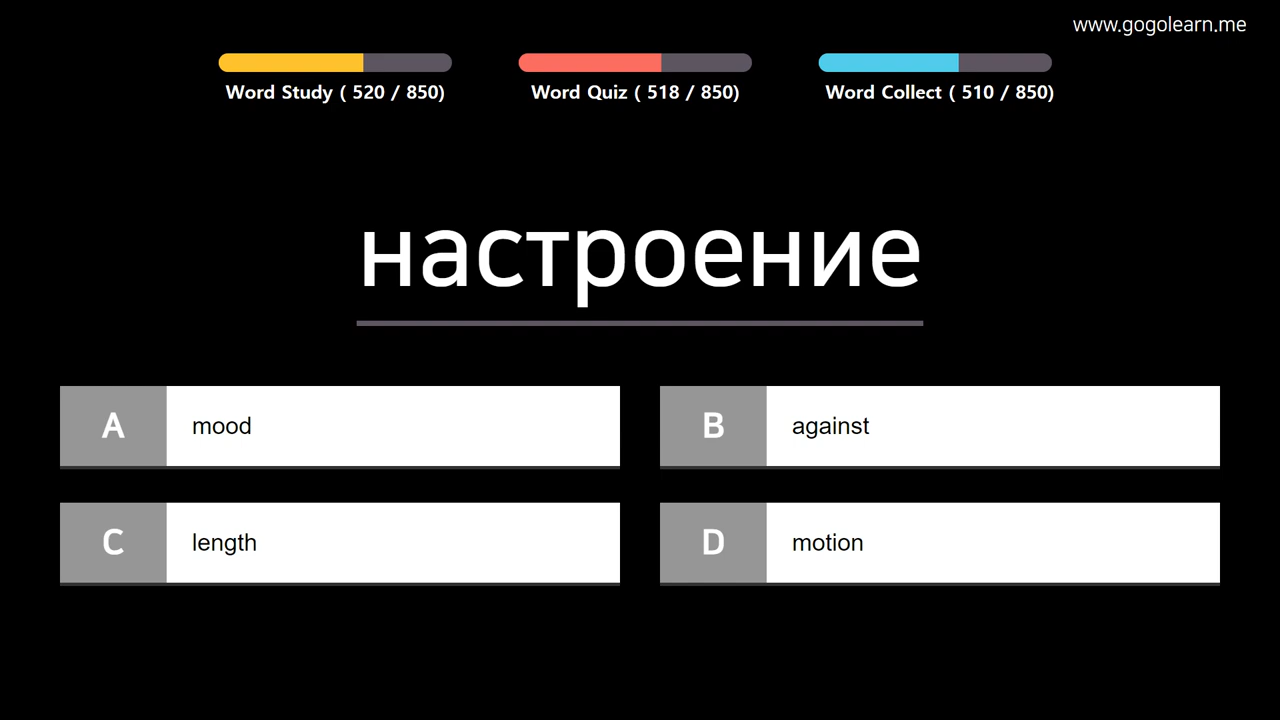 www.gogolearn.me
Word Study ( 520 / 850)
Word Quiz ( 518 / 850)
Word Collect ( 510 / 850)
настроение
A mood
B against
C length
D motion